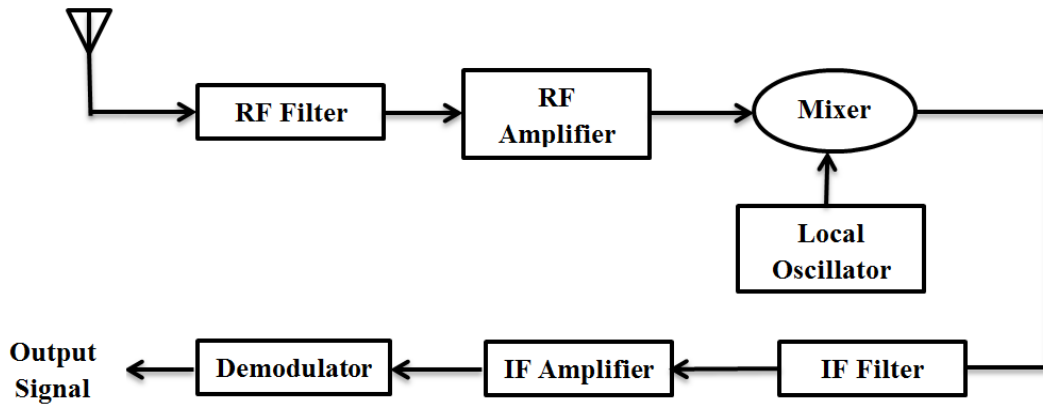 RF Filter
RF
Amplifier
Mixer
Local
Oscillator
IF Filter
IF Amplifier
Demodulator
Output
Signal